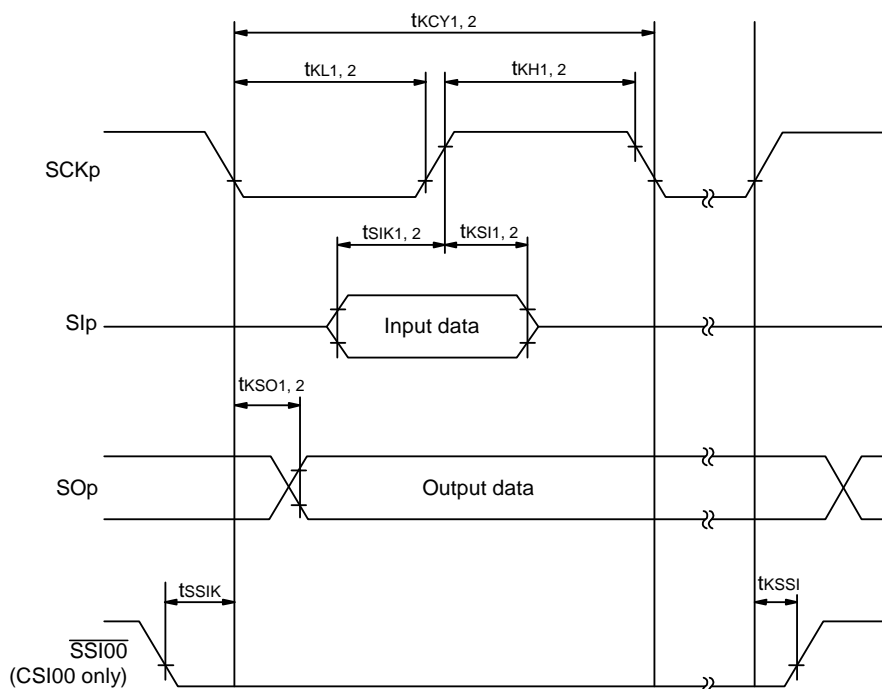 tKCY1, 2
tKL1, 2
tKH1, 2
SCKp
tSIK1, 2
tKSI1, 2
SIp
Input data
tKSO1, 2
SOp
Output data
tSSIK
tKSSI
SSI00
(CSI00 only)